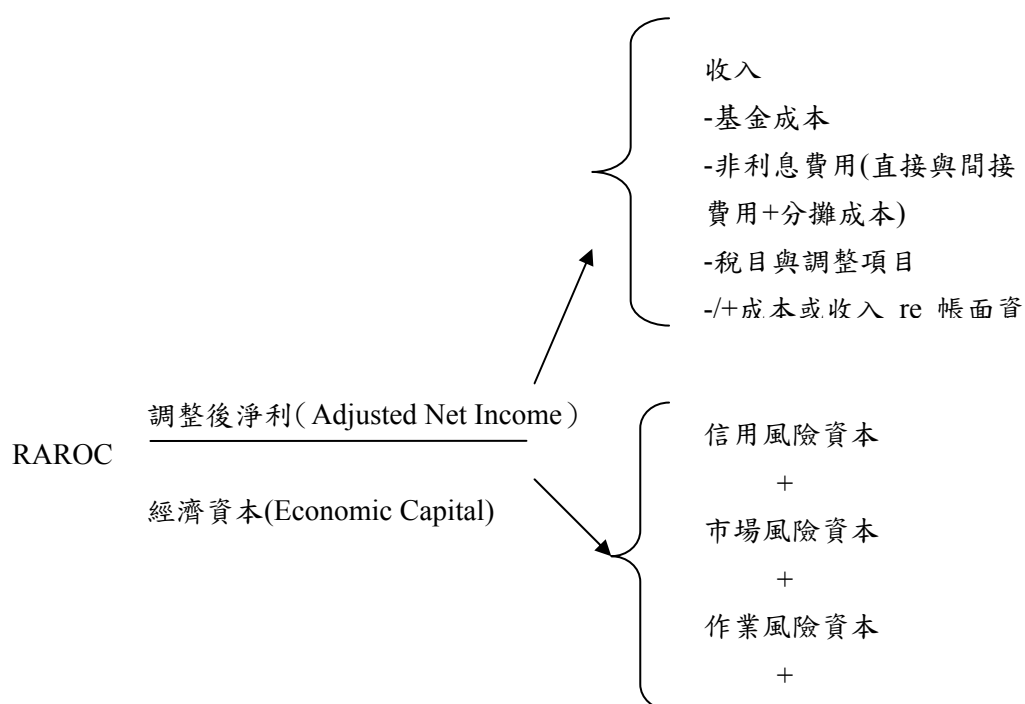 收入
-基金成本
-非利息費用(直接與間接
費用+分攤成本)
-稅目與調整項目
-/+成本或收入 re 帳面資
調整後淨利(Adjusted Net Income)
RAROC
經濟資本(Economic Capital)
信用風險資本
+
市場風險資本
+
作業風險資本
+